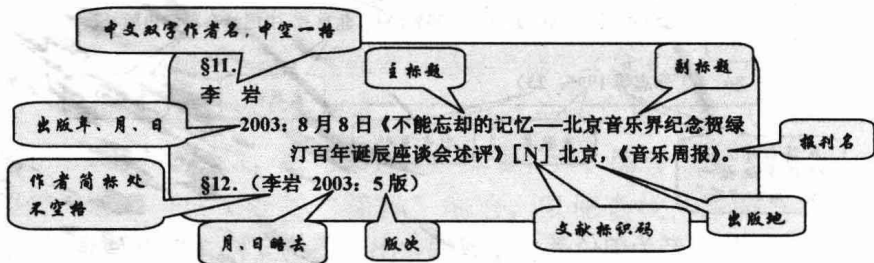 中文双字作者名，中空一格
§11.
主标题
副标题
李 岩
出版年、月、日
2003：8月8日《不能忘却的记忆——北京音乐界纪念贺绿
汀百年诞辰座谈会述评》[N] 北京，《音乐周报》。
报刊名
作者简标处
不空格
§12.（李岩 2003：5版）
月、日略去
版次
文献标识码
出版地